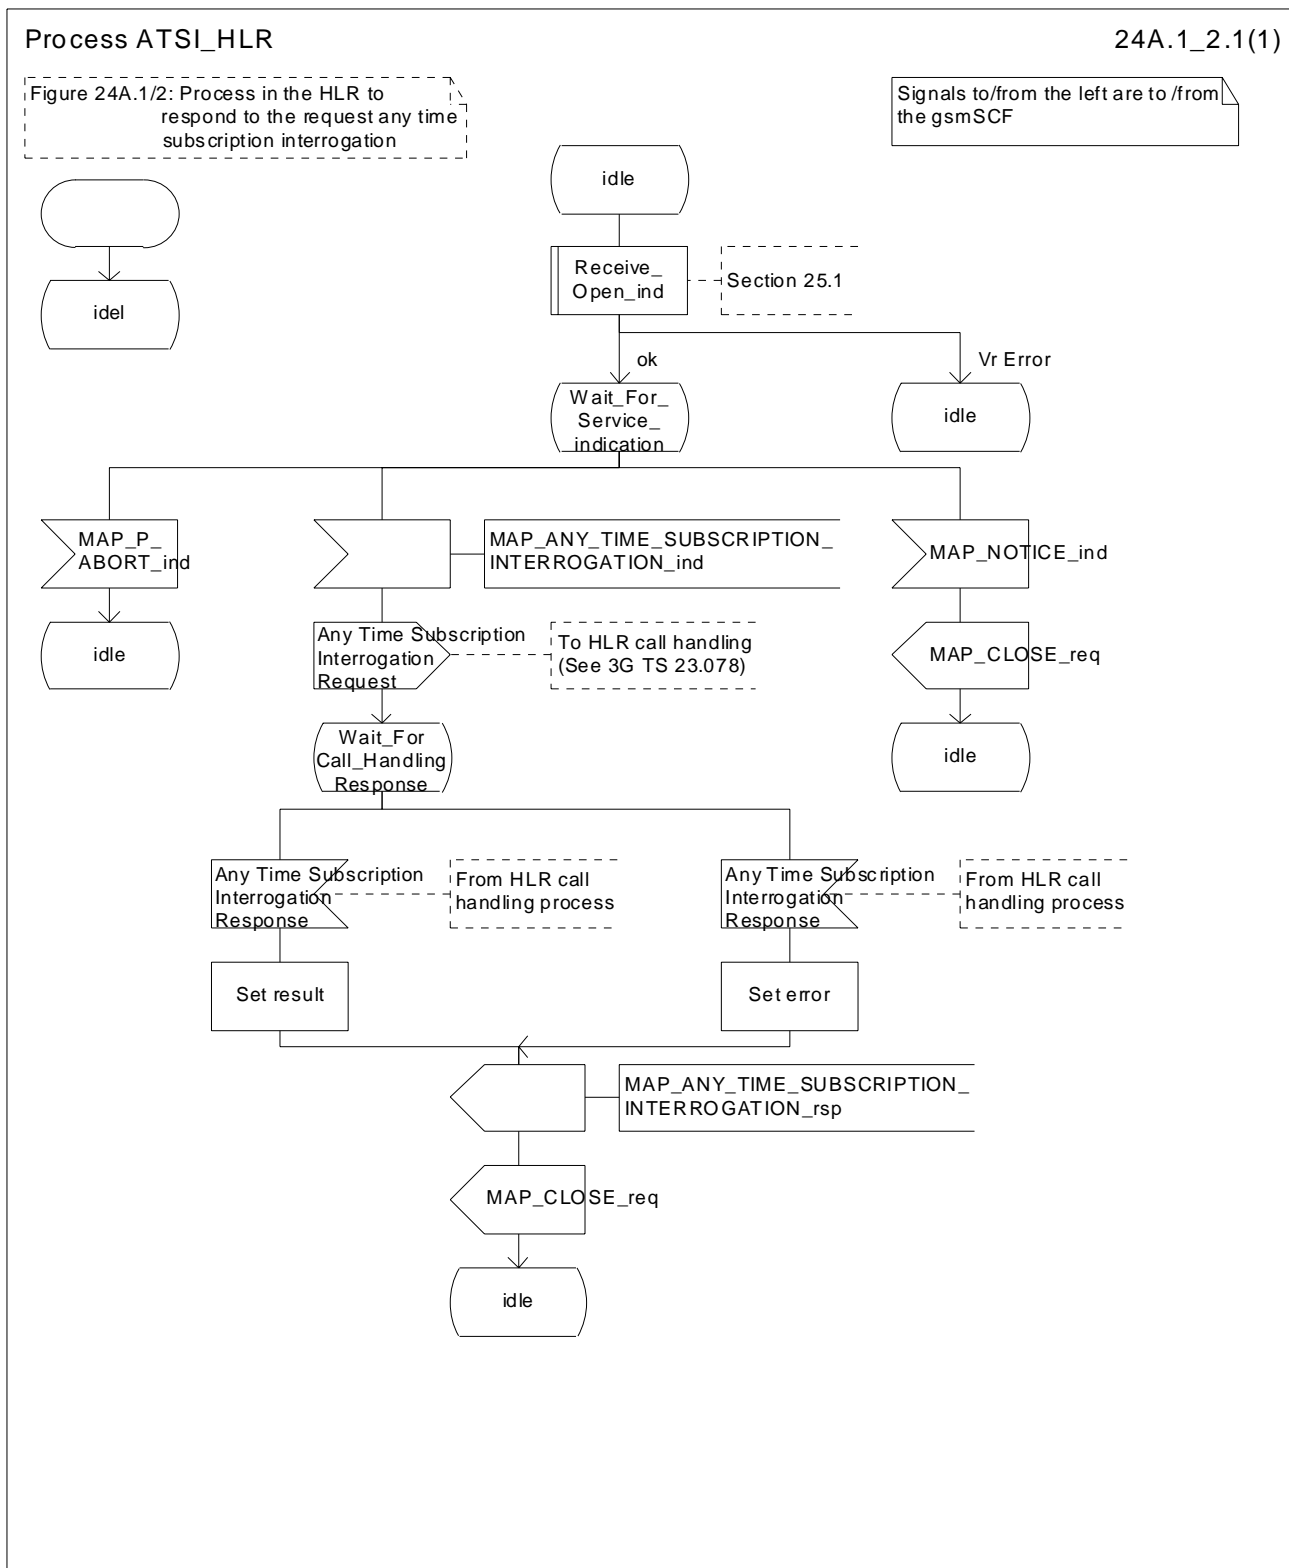 Process ATSI_HLR
24A.1_2.1(1)
Figure 24A.1/2: Process in the HLR to
respond to the request any time
subscription interrogation
Signals to/from the left are to /from
the gsmSCF
idle
idel
Receive_
Open_ind
Section 25.1
ok
Vr Error
Wait_For_
Service_
indication
idle
MAP_P_
ABORT_ind
MAP_ANY_TIME_SUBSCRIPTION_
INTERROGATION_ind
MAP_NOTICE_ind
idle
Any Time Subscription
Interrogation
Request
To HLR call handling
(See 3G TS 23.078)
MAP_CLOSE_req
Wait_For
Call_Handling
Response
idle
Any Time Subscription
Interrogation
Response
From HLR call
handling process
Any Time Subscription
Interrogation
Response
From HLR call
handling process
Set result
Set error
MAP_ANY_TIME_SUBSCRIPTION_
INTERROGATION_rsp
MAP_CLOSE_req
idle